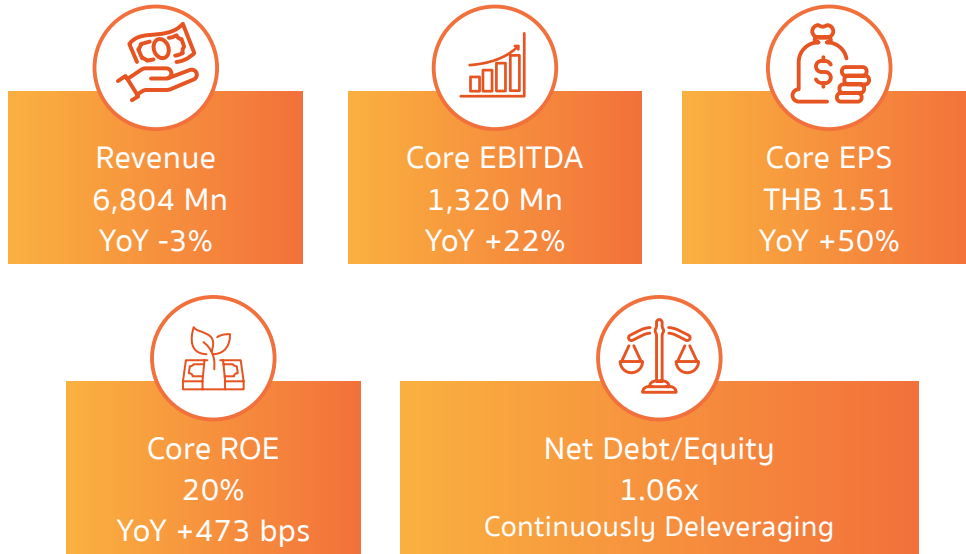 $
Revenue
6,804 Mn
YoY -3%
Core EBITDA
1,320 Mn
YoY +22%
Core EPS
THB 1.51
YoY +50%
Core ROE
20%
YoY +473 bps
Net Debt/Equity
1.06x
Continuously Deleveraging